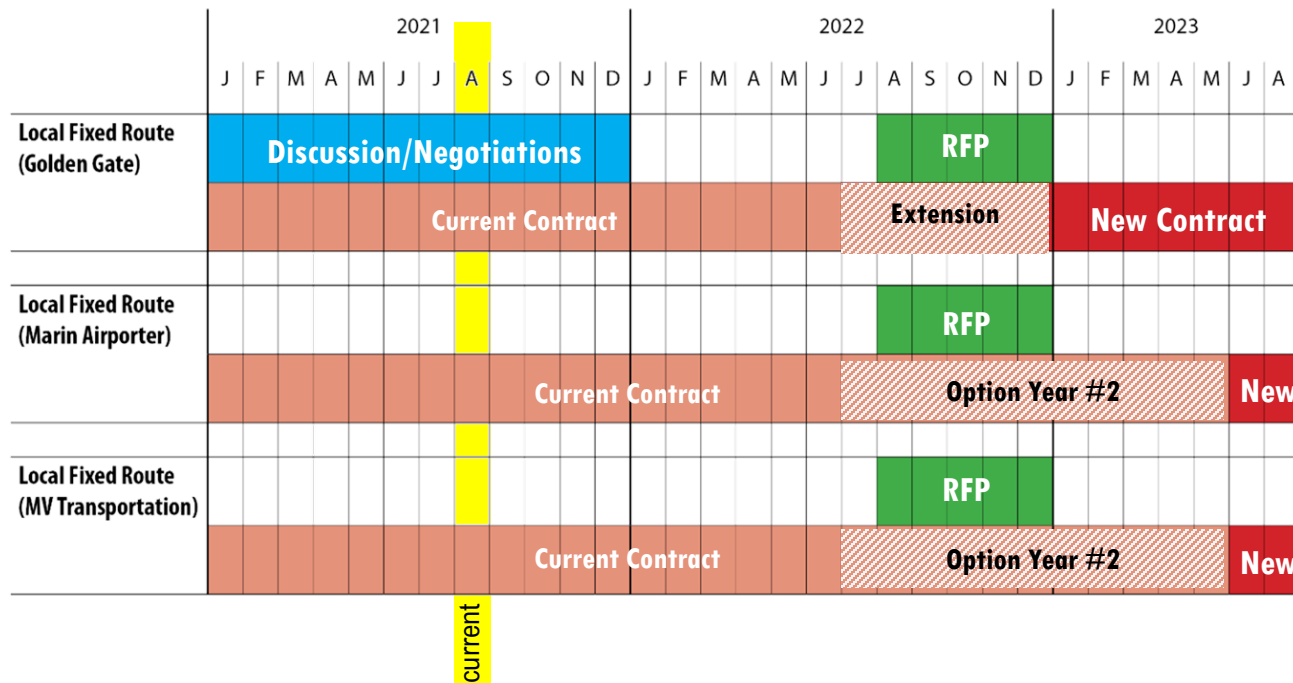 2021 2022 2023
J F M A M J J A S O N D J F M A M J J A S O N D J F M A M J A
Local Fixed Route
(Golden Gate)
Discussion/Negotiations RFP
Current Contract Extension New Contract
Local Fixed Route
(Marin Airporter)
RFP
Current Contract Option Year #2 New
Local Fixed Route
(MV Transportation)
RFP
Current Contract Option Year #2 New
current